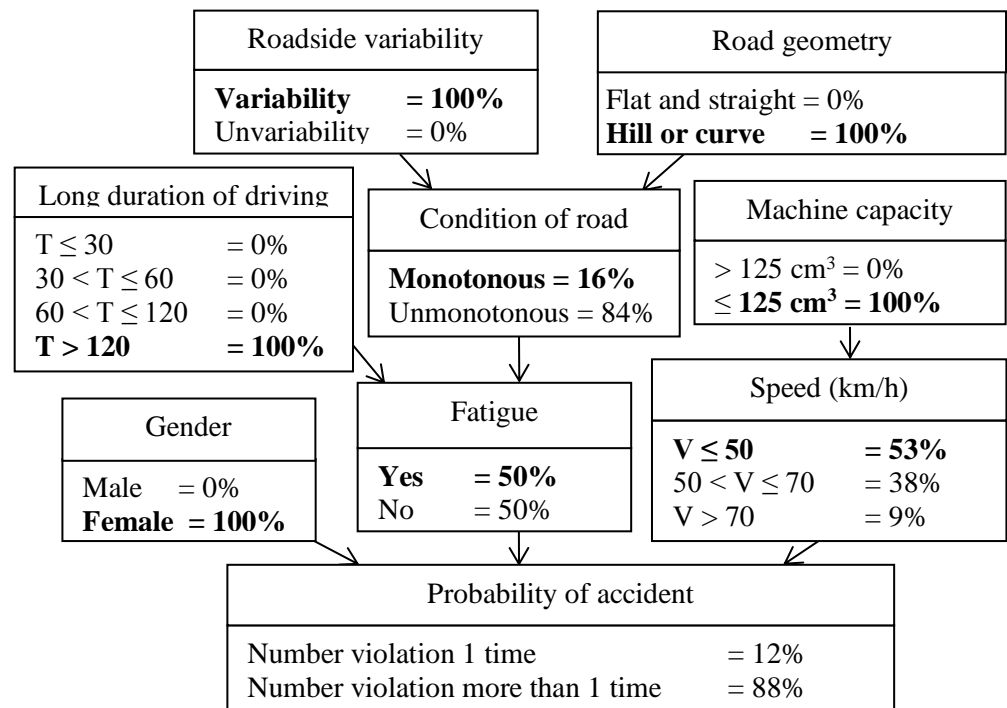 Roadside variability
Variability = 100%
Unvariability = 0%
Road geometry
Flat and straight = 0%
Hill or curve = 100%
Long duration of driving
T ≤ 30 = 0%
30 < T ≤ 60 = 0%
60 < T ≤ 120 = 0%
T > 120 = 100%
Condition of road
Monotonous = 16%
Unmonotonous = 84%
Machine capacity
> 125 cm³ = 0%
≤ 125 cm³ = 100%
Gender
Male = 0%
Female = 100%
Fatigue
Yes = 50%
No = 50%
Speed (km/h)
V ≤ 50 = 53%
50 < V ≤ 70 = 38%
V > 70 = 9%
Probability of accident
Number violation 1 time = 12%
Number violation more than 1 time = 88%